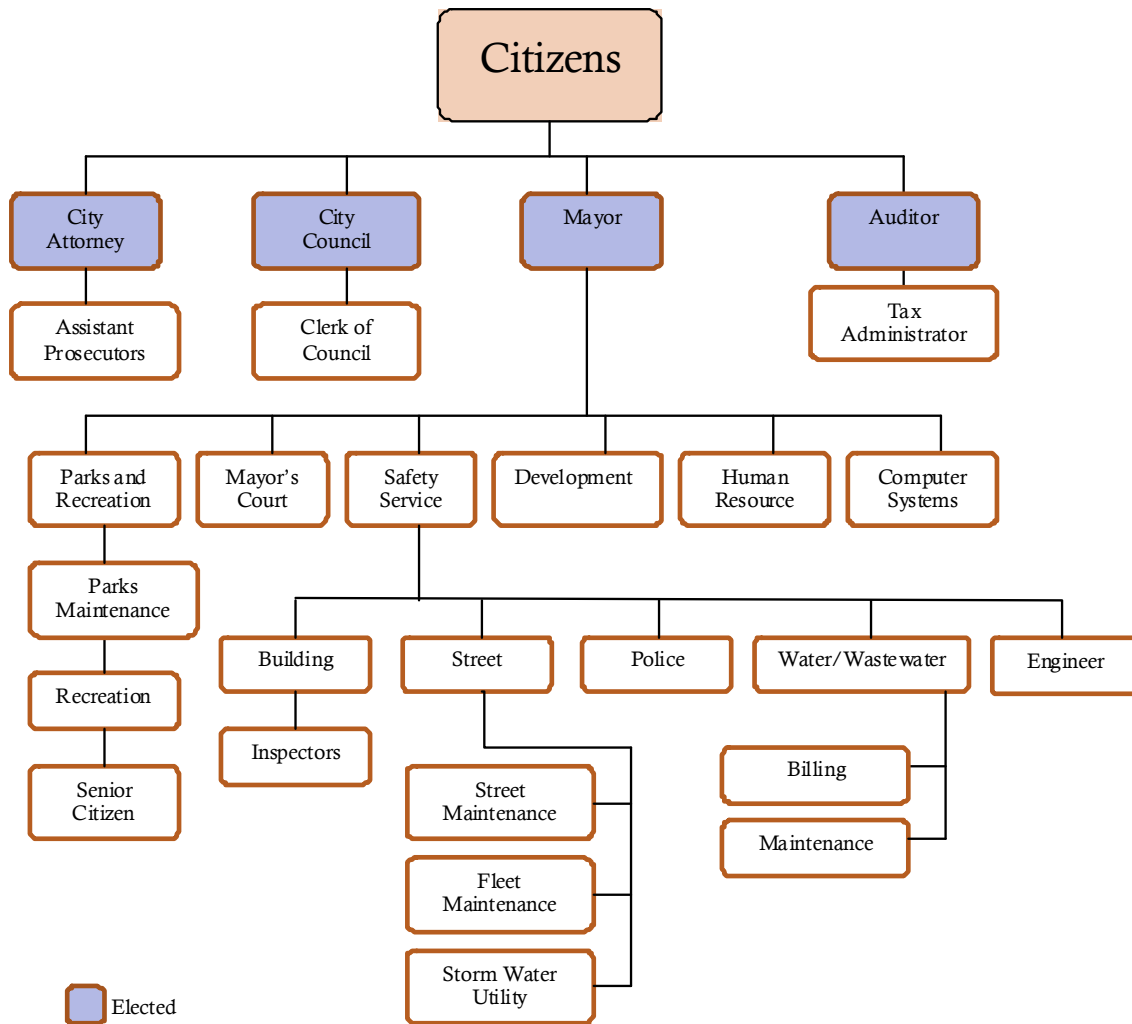 Citizens
City
Attorney
City
Council
Mayor
Auditor
Assistant
Prosecutors
Clerk of
Council
Tax
Administrator
Parks and
Recreation
Mayor's
Court
Safety
Service
Development
Human
Resource
Computer
Systems
Parks
Maintenance
Building
Street
Police
Water/Wastewater
Engineer
Recreation
Inspectors
Senior
Citizen
Street
Maintenance
Billing
Maintenance
Fleet
Maintenance
Storm Water
Utility
Elected